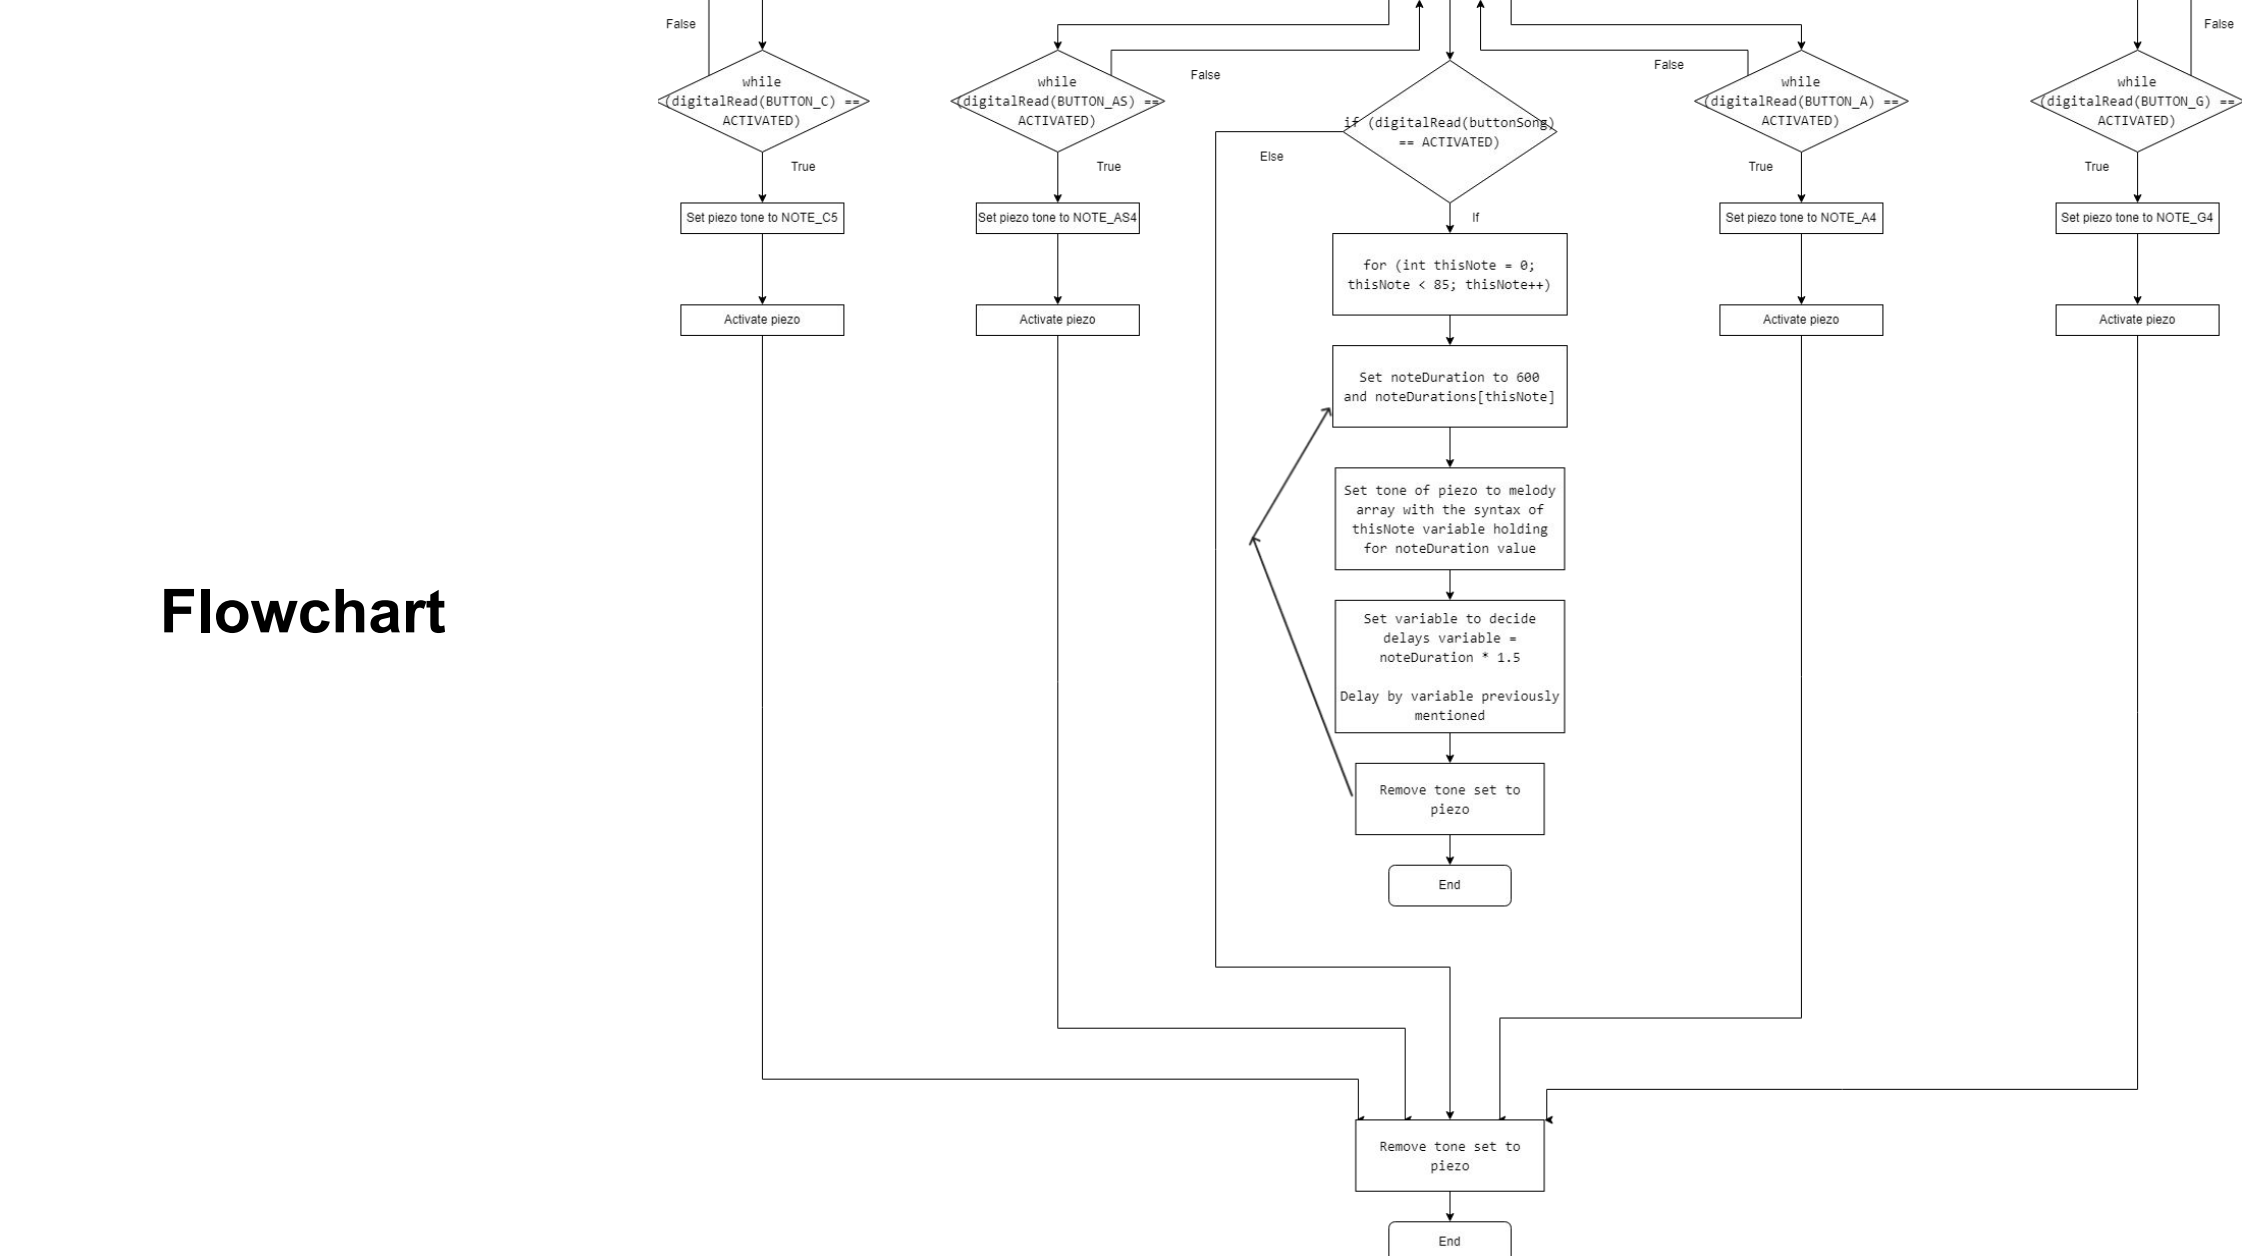 False
False
while
(digitalRead(BUTTON_C) ==
ACTIVATED)
while
(digitalRead(BUTTON_AS) ==
ACTIVATED)
False
False
while
(digitalRead(BUTTON_A) ==
ACTIVATED)
while
(digitalRead(BUTTON_G) ==
ACTIVATED)
if (digitalRead(buttonSong)
== ACTIVATED)
Else
True
True
True
True
Set piezo tone to NOTE_C5
Set piezo tone to NOTE_AS4
If
Set piezo tone to NOTE_A4
Set piezo tone to NOTE_G4
for (int thisNote = 0;
thisNote < 85; thisNote++)
Activate piezo
Activate piezo
Activate piezo
Activate piezo
Set noteDuration to 600
and noteDurations[thisNote]
Set tone of piezo to melody
array with the syntax of
thisNote variable holding
for noteDuration value
Flowchart
Set variable to decide
delays variable =
noteDuration * 1.5
Delay by variable previously
mentioned
Remove tone set to
piezo
End
Remove tone set to
piezo
End